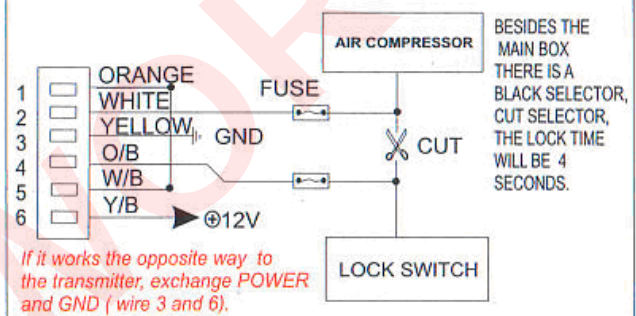 AIR COMPRESSOR
BESIDES THE
MAIN BOX
THERE IS A
BLACK SELECTOR,
CUT SELECTOR,
THE LOCK TIME
WILL BE 4
SECONDS.
1
2
3
4
5
6
ORANGE
WHITE
YELLOW
O/B
W/B
Y/B
FUSE
GND
CUT
⊕12V
LOCK SWITCH
If it works the opposite way to
the transmitter, exchange POWER
and GND ( wire 3 and 6).